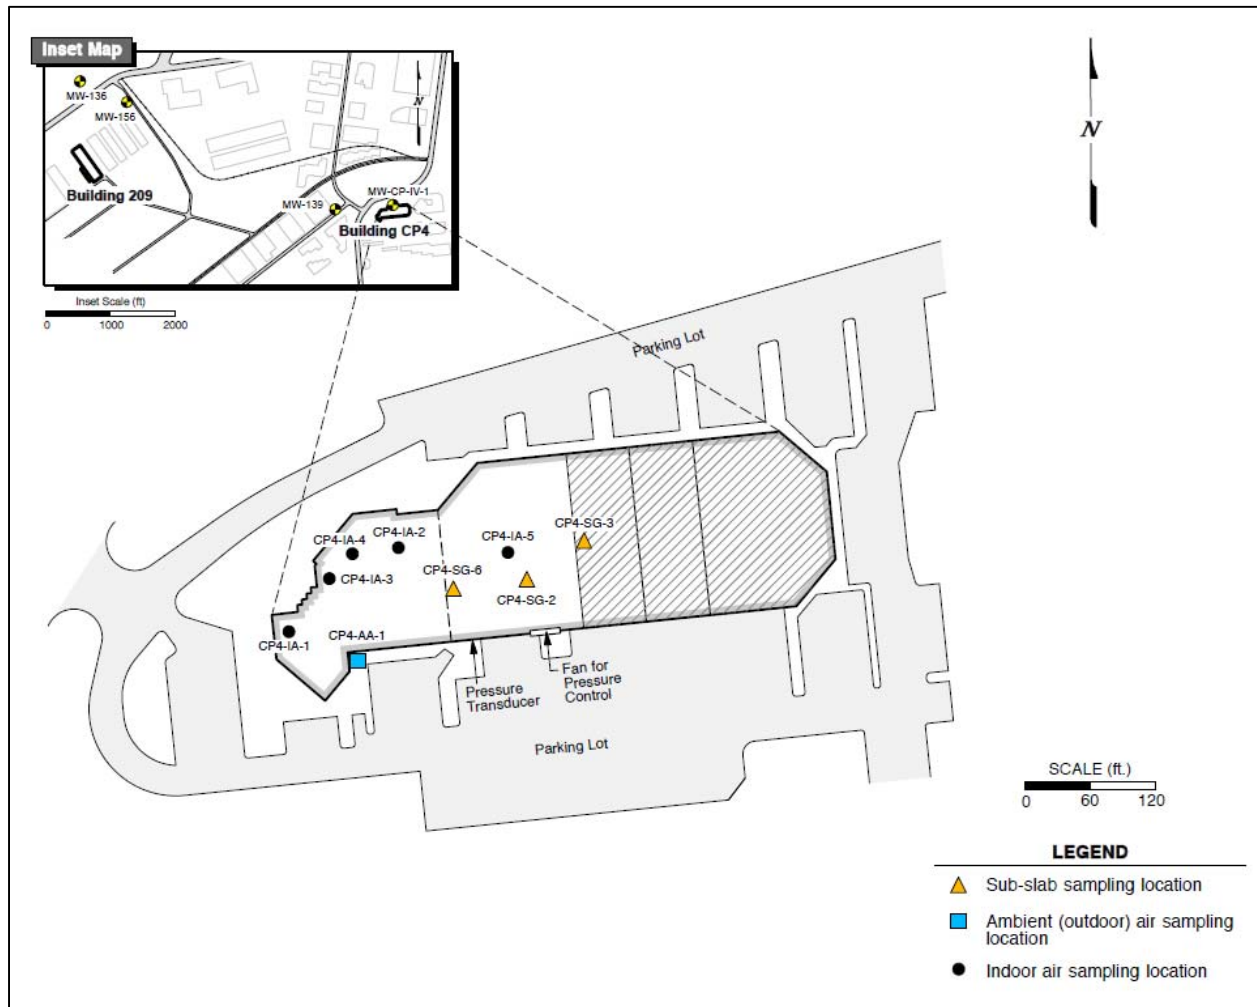 Inset Map
MW-136
MW-156
N
Building 209
MW-139
MW-CP-IV-1
Building CP4
Inset Scale (ft)
0 1000 2000
N
Parking Lot
CP4-SG-3
CP4-IA-4
CP4-IA-2
CP4-IA-5
CP4-IA-3
CP4-SG-6
CP4-SG-2
CP4-IA-1
CP4-AA-1
Pressure
Transducer
Fan for
Pressure
Control
Parking Lot
SCALE (ft.)
0 60 120
LEGEND
Sub-slab sampling location
Ambient (outdoor) air sampling
location
Indoor air sampling location